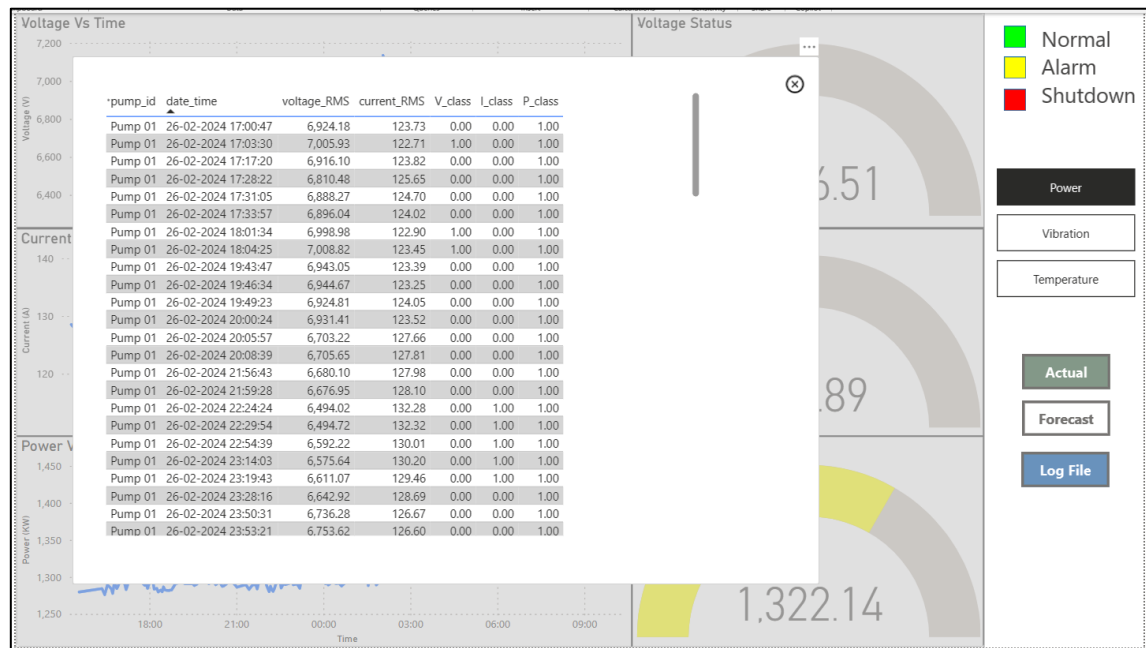 Voltage Vs Time
Voltage Status
Normal
Alarm
Shutdown
7,200
7,000
6,800
6,600
6,400
Voltage (V)
pump_id date_time voltage_RMS current_RMS V_class I_class P_class
Pump 01 26-02-2024 17:00:47 6,924.18 123.73 0.00 0.00 1.00
Pump 01 26-02-2024 17:03:30 7,005.93 122.71 1.00 0.00 1.00
Pump 01 26-02-2024 17:17:20 6,916.10 123.82 0.00 0.00 1.00
Pump 01 26-02-2024 17:28:22 6,810.48 125.65 0.00 0.00 1.00
Pump 01 26-02-2024 17:31:05 6,888.27 124.70 0.00 0.00 1.00
Pump 01 26-02-2024 17:33:57 6,896.04 124.02 0.00 0.00 1.00
Pump 01 26-02-2024 18:01:34 6,998.98 122.90 1.00 0.00 1.00
Pump 01 26-02-2024 18:04:25 7,008.82 123.45 1.00 0.00 1.00
Pump 01 26-02-2024 19:43:47 6,943.05 123.39 0.00 0.00 1.00
Pump 01 26-02-2024 19:46:34 6,944.67 123.25 0.00 0.00 1.00
Pump 01 26-02-2024 19:49:23 6,924.81 124.05 0.00 0.00 1.00
Pump 01 26-02-2024 20:00:24 6,931.41 123.52 0.00 0.00 1.00
Pump 01 26-02-2024 20:05:57 6,703.22 127.66 0.00 0.00 1.00
Pump 01 26-02-2024 20:08:39 6,705.65 127.81 0.00 0.00 1.00
Pump 01 26-02-2024 21:56:43 6,680.10 127.98 0.00 0.00 1.00
Pump 01 26-02-2024 21:59:28 6,676.95 128.10 0.00 0.00 1.00
Pump 01 26-02-2024 22:24:24 6,494.02 132.28 0.00 1.00 1.00
Pump 01 26-02-2024 22:29:54 6,494.72 132.32 0.00 1.00 1.00
Pump 01 26-02-2024 22:54:39 6,592.22 130.01 0.00 1.00 1.00
Pump 01 26-02-2024 23:14:03 6,575.64 130.20 0.00 1.00 1.00
Pump 01 26-02-2024 23:19:43 6,611.07 129.46 0.00 1.00 1.00
Pump 01 26-02-2024 23:28:16 6,642.92 128.69 0.00 0.00 1.00
Pump 01 26-02-2024 23:50:31 6,736.28 126.67 0.00 0.00 1.00
Pump 01 26-02-2024 23:53:21 6,753.62 126.60 0.00 0.00 1.00
6.51
Current
140
130
120
Current (A)
.89
Power V
1,450
1,400
1,350
1,300
1,250
Power (KW)
18:00 21:00 00:00 03:00 06:00 09:00
Time
1,322.14
Power
Vibration
Temperature
Actual
Forecast
Log File